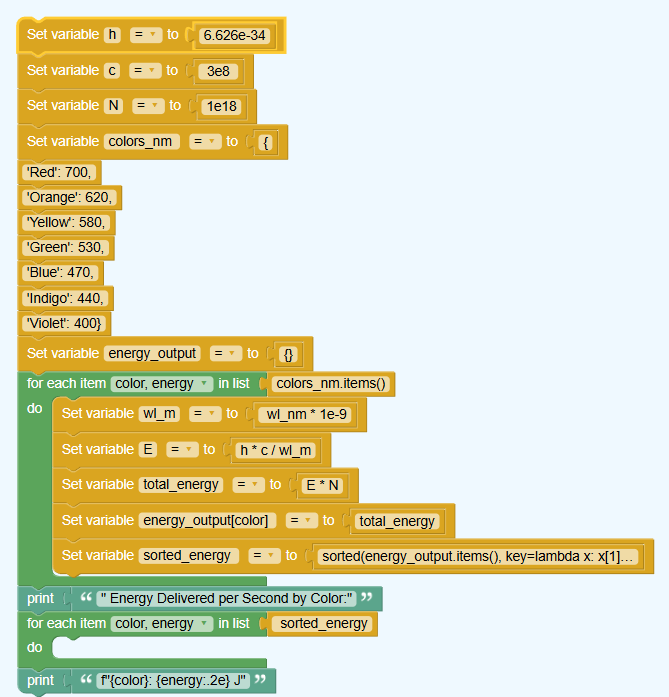 Set variable h = to 6.626e-34
Set variable c = to 3e8
Set variable N = to 1e18
Set variable colors_nm = to {
'Red': 700,
'Orange': 620,
'Yellow': 580,
'Green': 530,
'Blue': 470,
'Indigo': 440,
'Violet': 400}
Set variable energy_output = to {}
for each item color, energy in list colors_nm.items()
do
Set variable wl_m = to wl_nm * 1e-9
Set variable E = to h * c / wl_m
Set variable total_energy = to E * N
Set variable energy_output[color] = to total_energy
Set variable sorted_energy = to sorted(energy_output.items(), key=lambda x: x[1]...
print “ " Energy Delivered per Second by Color:" ”
for each item color, energy in list sorted_energy
do
print “ f"{color}: {energy:.2e} J" ”